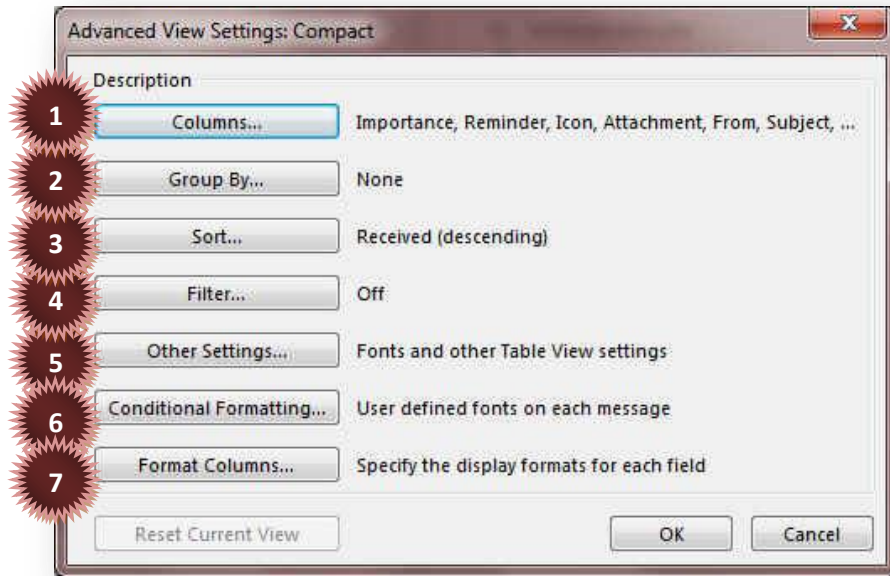 Advanced View Settings: Compact
Description
1 Columns... Importance, Reminder, Icon, Attachment, From, Subject, ...
2 Group By... None
3 Sort... Received (descending)
4 Filter... Off
5 Other Settings... Fonts and other Table View settings
6 Conditional Formatting... User defined fonts on each message
7 Format Columns... Specify the display formats for each field
Reset Current View OK Cancel